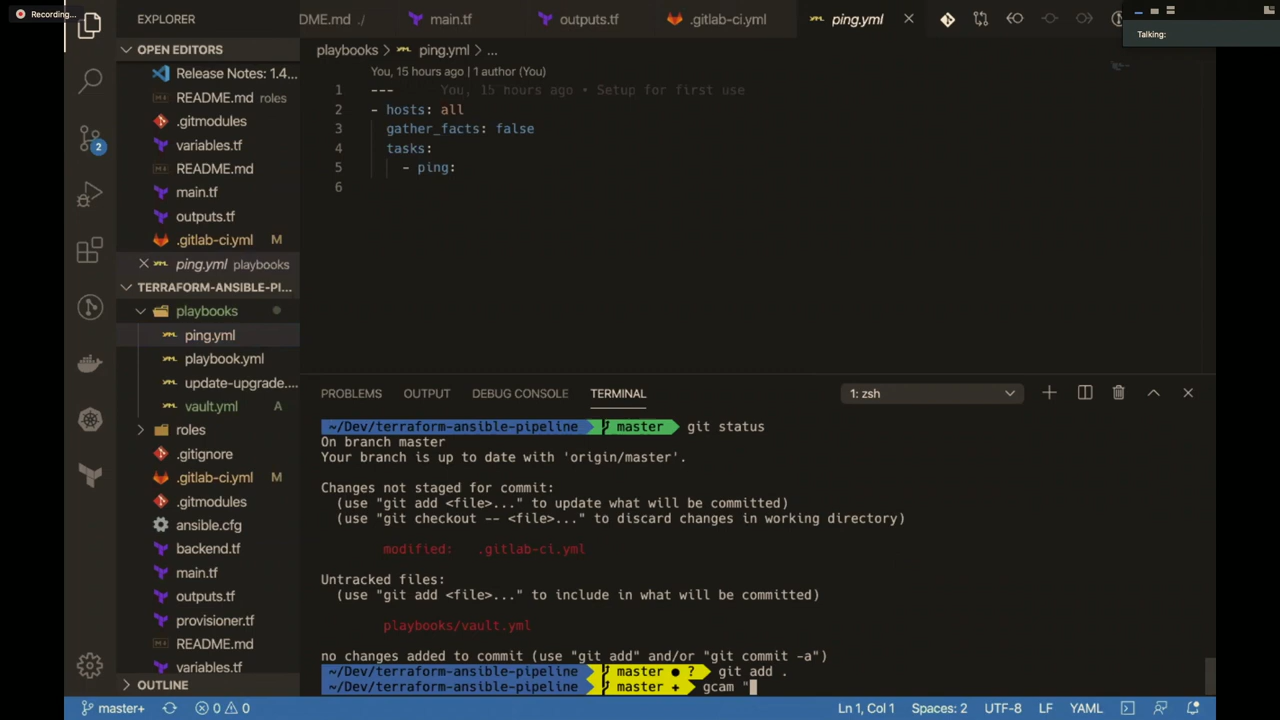 Recording...
EXPLORER
DME.md ./
main.tf
outputs.tf
.gitlab-ci.yml
ping.yml
Talking:
OPEN EDITORS
Release Notes: 1.4...
README.md roles
.gitmodules
variables.tf
README.md
main.tf
outputs.tf
.gitlab-ci.yml M
ping.yml playbooks
TERRAFORM-ANSIBLE-PI...
playbooks
ping.yml
playbook.yml
update-upgrade....
vault.yml A
roles
.gitignore
.gitlab-ci.yml M
.gitmodules
ansible.cfg
backend.tf
main.tf
outputs.tf
provisioner.tf
README.md
variables.tf
OUTLINE
2
playbooks > ping.yml > ...
You, 15 hours ago | 1 author (You)
1 --- You, 15 hours ago • Setup for first use
2 - hosts: all
3 gather_facts: false
4 tasks:
5 - ping:
6
PROBLEMS OUTPUT DEBUG CONSOLE TERMINAL 1: zsh
~/Dev/terraform-ansible-pipeline master git status
On branch master
Your branch is up to date with 'origin/master'.
Changes not staged for commit:
(use "git add <file>..." to update what will be committed)
(use "git checkout -- <file>..." to discard changes in working directory)
modified: .gitlab-ci.yml
Untracked files:
(use "git add <file>..." to include in what will be committed)
playbooks/vault.yml
no changes added to commit (use "git add" and/or "git commit -a")
~/Dev/terraform-ansible-pipeline master ● ? git add .
~/Dev/terraform-ansible-pipeline master + gcam "
master+ 0 0 Ln 1, Col 1 Spaces: 2 UTF-8 LF YAML